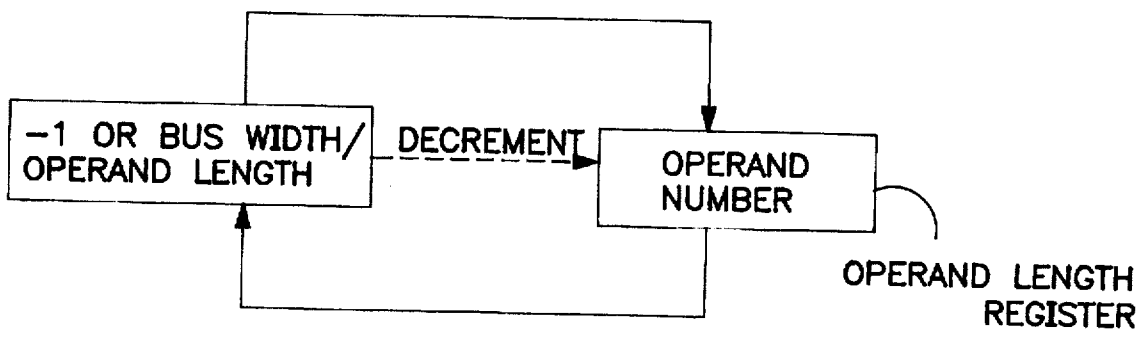 -1 OR BUS WIDTH/
OPERAND LENGTH
DECREMENT
OPERAND
NUMBER
OPERAND LENGTH
REGISTER